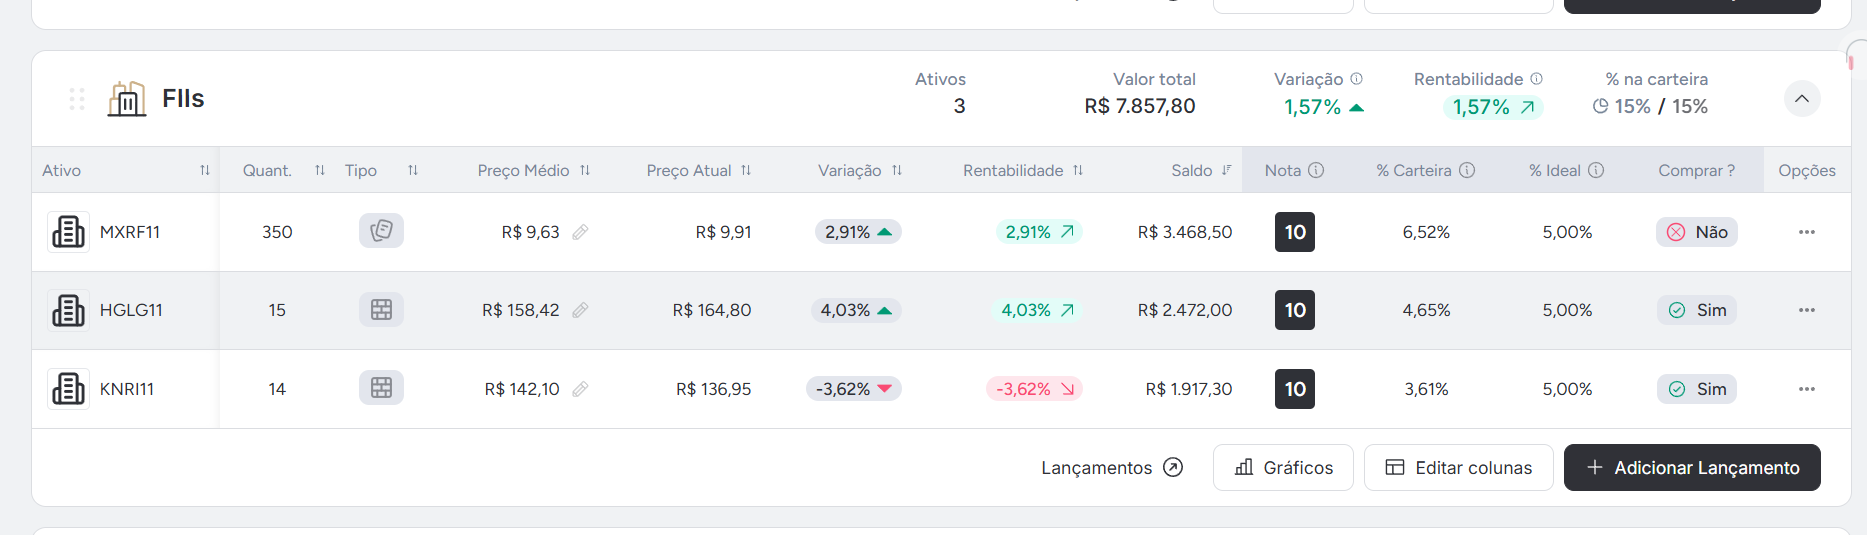 FIIs
Ativos
3
Valor total
R$ 7.857,80
Variação
1,57%
Rentabilidade
1,57%
% na carteira
15% / 15%
Ativo Quant. Tipo Preço Médio Preço Atual Variação Rentabilidade Saldo Nota % Carteira % Ideal Comprar ? Opções
MXRF11 350 R$ 9,63 R$ 9,91 2,91% 2,91% R$ 3.468,50 10 6,52% 5,00% Não
HGLG11 15 R$ 158,42 R$ 164,80 4,03% 4,03% R$ 2.472,00 10 4,65% 5,00% Sim
KNRI11 14 R$ 142,10 R$ 136,95 -3,62% -3,62% R$ 1.917,30 10 3,61% 5,00% Sim
Lançamentos Gráficos Editar colunas + Adicionar Lançamento